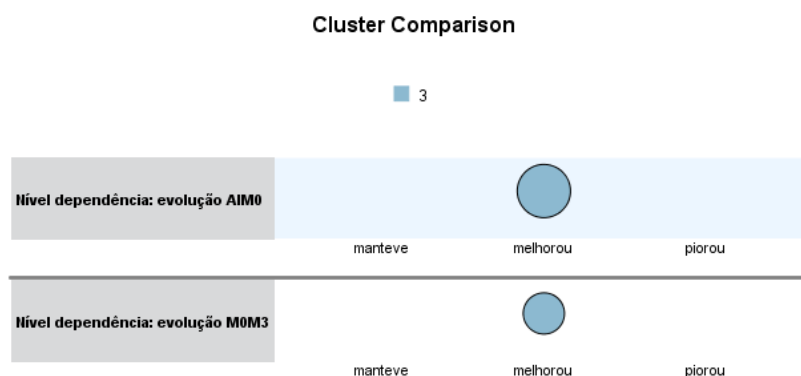 Cluster Comparison
3
Nível dependência: evolução AIM0
manteve melhorou piorou
Nível dependência: evolução M0M3
manteve melhorou piorou